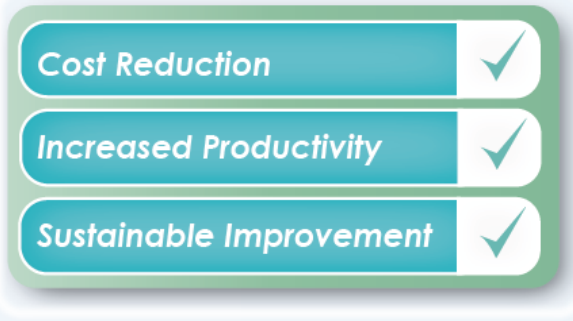 Cost Reduction
Increased Productivity
Sustainable Improvement